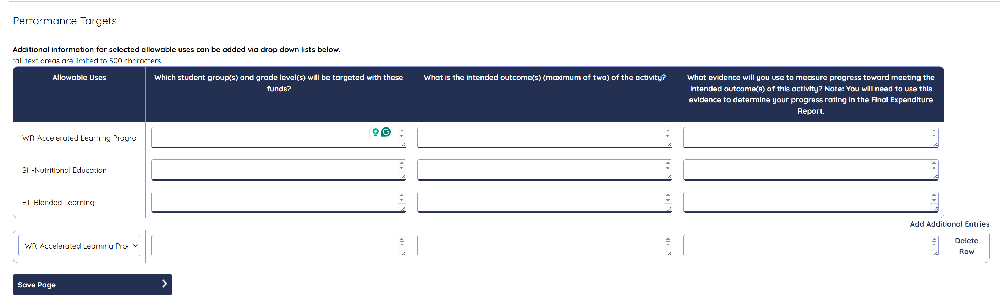 Performance Targets
Additional information for selected allowable uses can be added via drop down lists below.
*all text areas are limited to 500 characters
Allowable Uses
Which student group(s) and grade level(s) will be targeted with these
funds?
What is the intended outcome(s) (maximum of two) of the activity?
What evidence will you use to measure progress toward meeting the
intended outcome(s) of this activity? Note: You will need to use this
evidence to determine your progress rating in the Final Expenditure
Report.
WR-Accelerated Learning Progra
SH-Nutritional Education
ET-Blended Learning
Add Additional Entries
WR-Accelerated Learning Pro
Delete
Row
Save Page